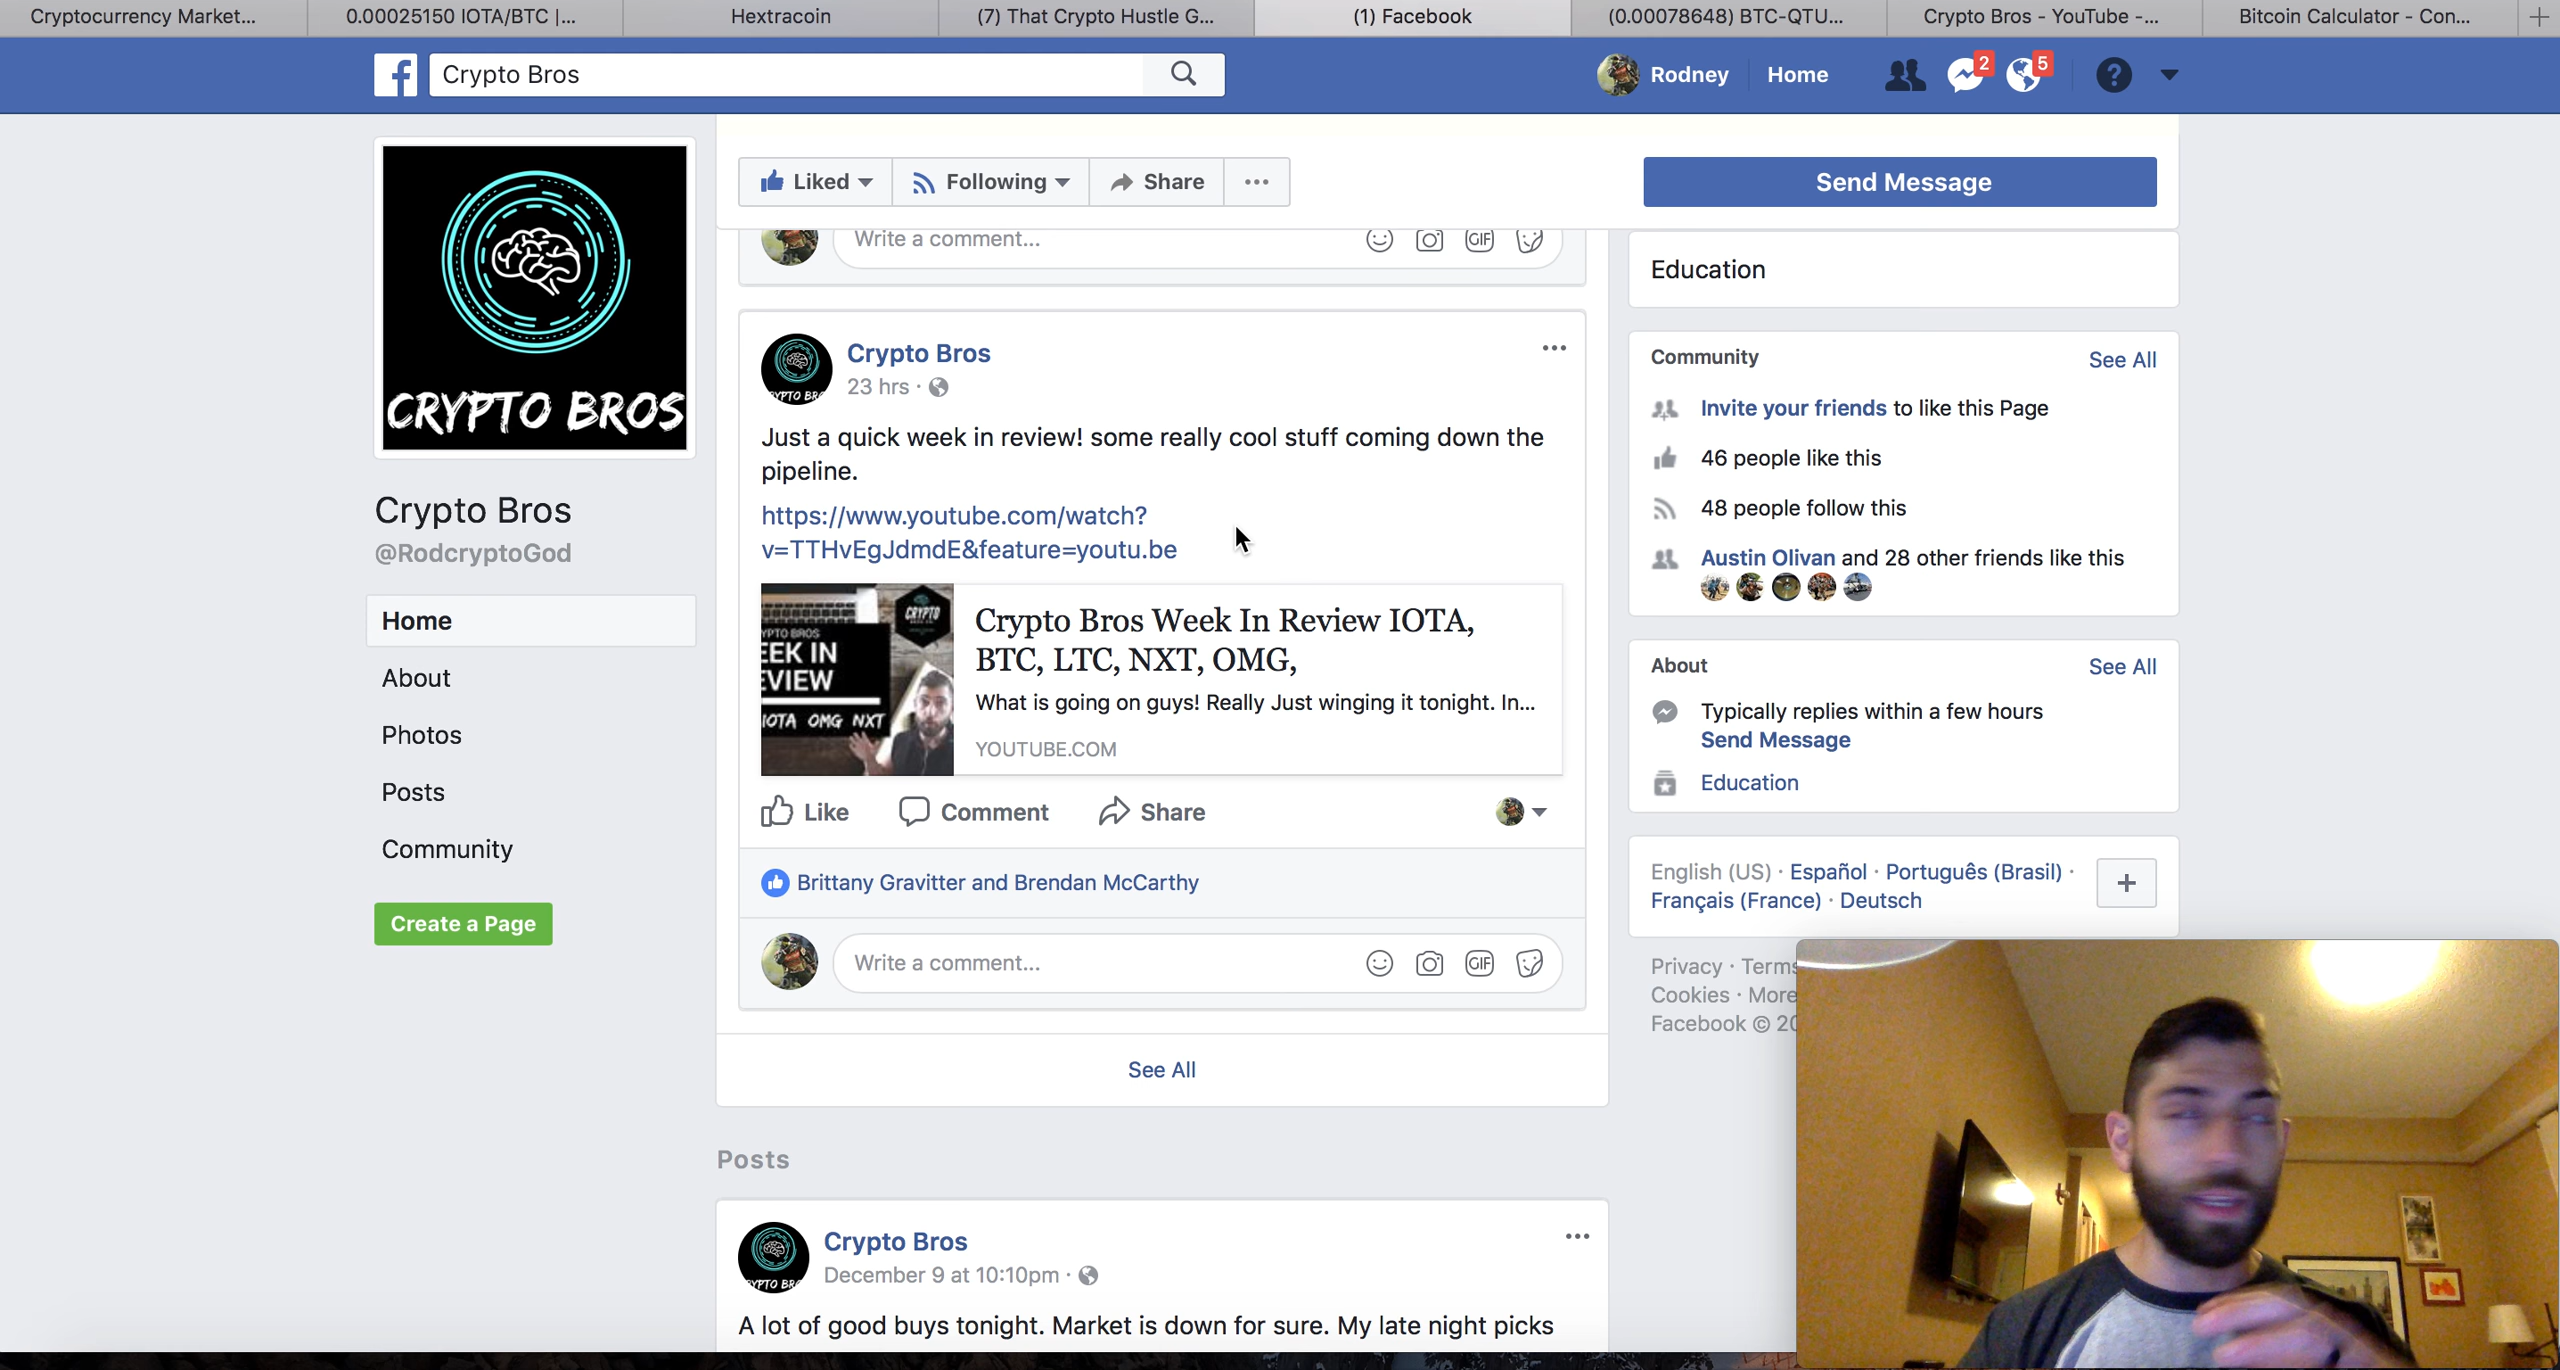 Cryptocurrency Market...
0.00025150 IOTA/BTC |...
Hextracoin
(7) That Crypto Hustle G...
(1) Facebook
(0.00078648) BTC-QTU...
Crypto Bros - YouTube -...
Bitcoin Calculator - Con...
Crypto Bros
Rodney
Home
2
5
CRYPTO BROS
Crypto Bros
@RodcryptoGod
Home
About
Photos
Posts
Community
Create a Page
Liked
Following
Share
Send Message
Write a comment...
GIF
Crypto Bros
23 hrs ·
Just a quick week in review! some really cool stuff coming down the
pipeline.
https://www.youtube.com/watch?
v=TTHvEgJdmdE&feature=youtu.be
CRYPTO
YPTO BROS
EEK IN
EVIEW
IOTA OMG NXT
Crypto Bros Week In Review IOTA,
BTC, LTC, NXT, OMG,
What is going on guys! Really Just winging it tonight. In...
YOUTUBE.COM
Like
Comment
Share
Brittany Gravitter and Brendan McCarthy
Write a comment...
GIF
See All
Posts
Crypto Bros
December 9 at 10:10pm ·
A lot of good buys tonight. Market is down for sure. My late night picks
Education
Community
See All
Invite your friends to like this Page
46 people like this
48 people follow this
Austin Olivan and 28 other friends like this
About
See All
Typically replies within a few hours
Send Message
Education
English (US) · Español · Português (Brasil) ·
Français (France) · Deutsch
Privacy · Terms
Cookies · More
Facebook © 20